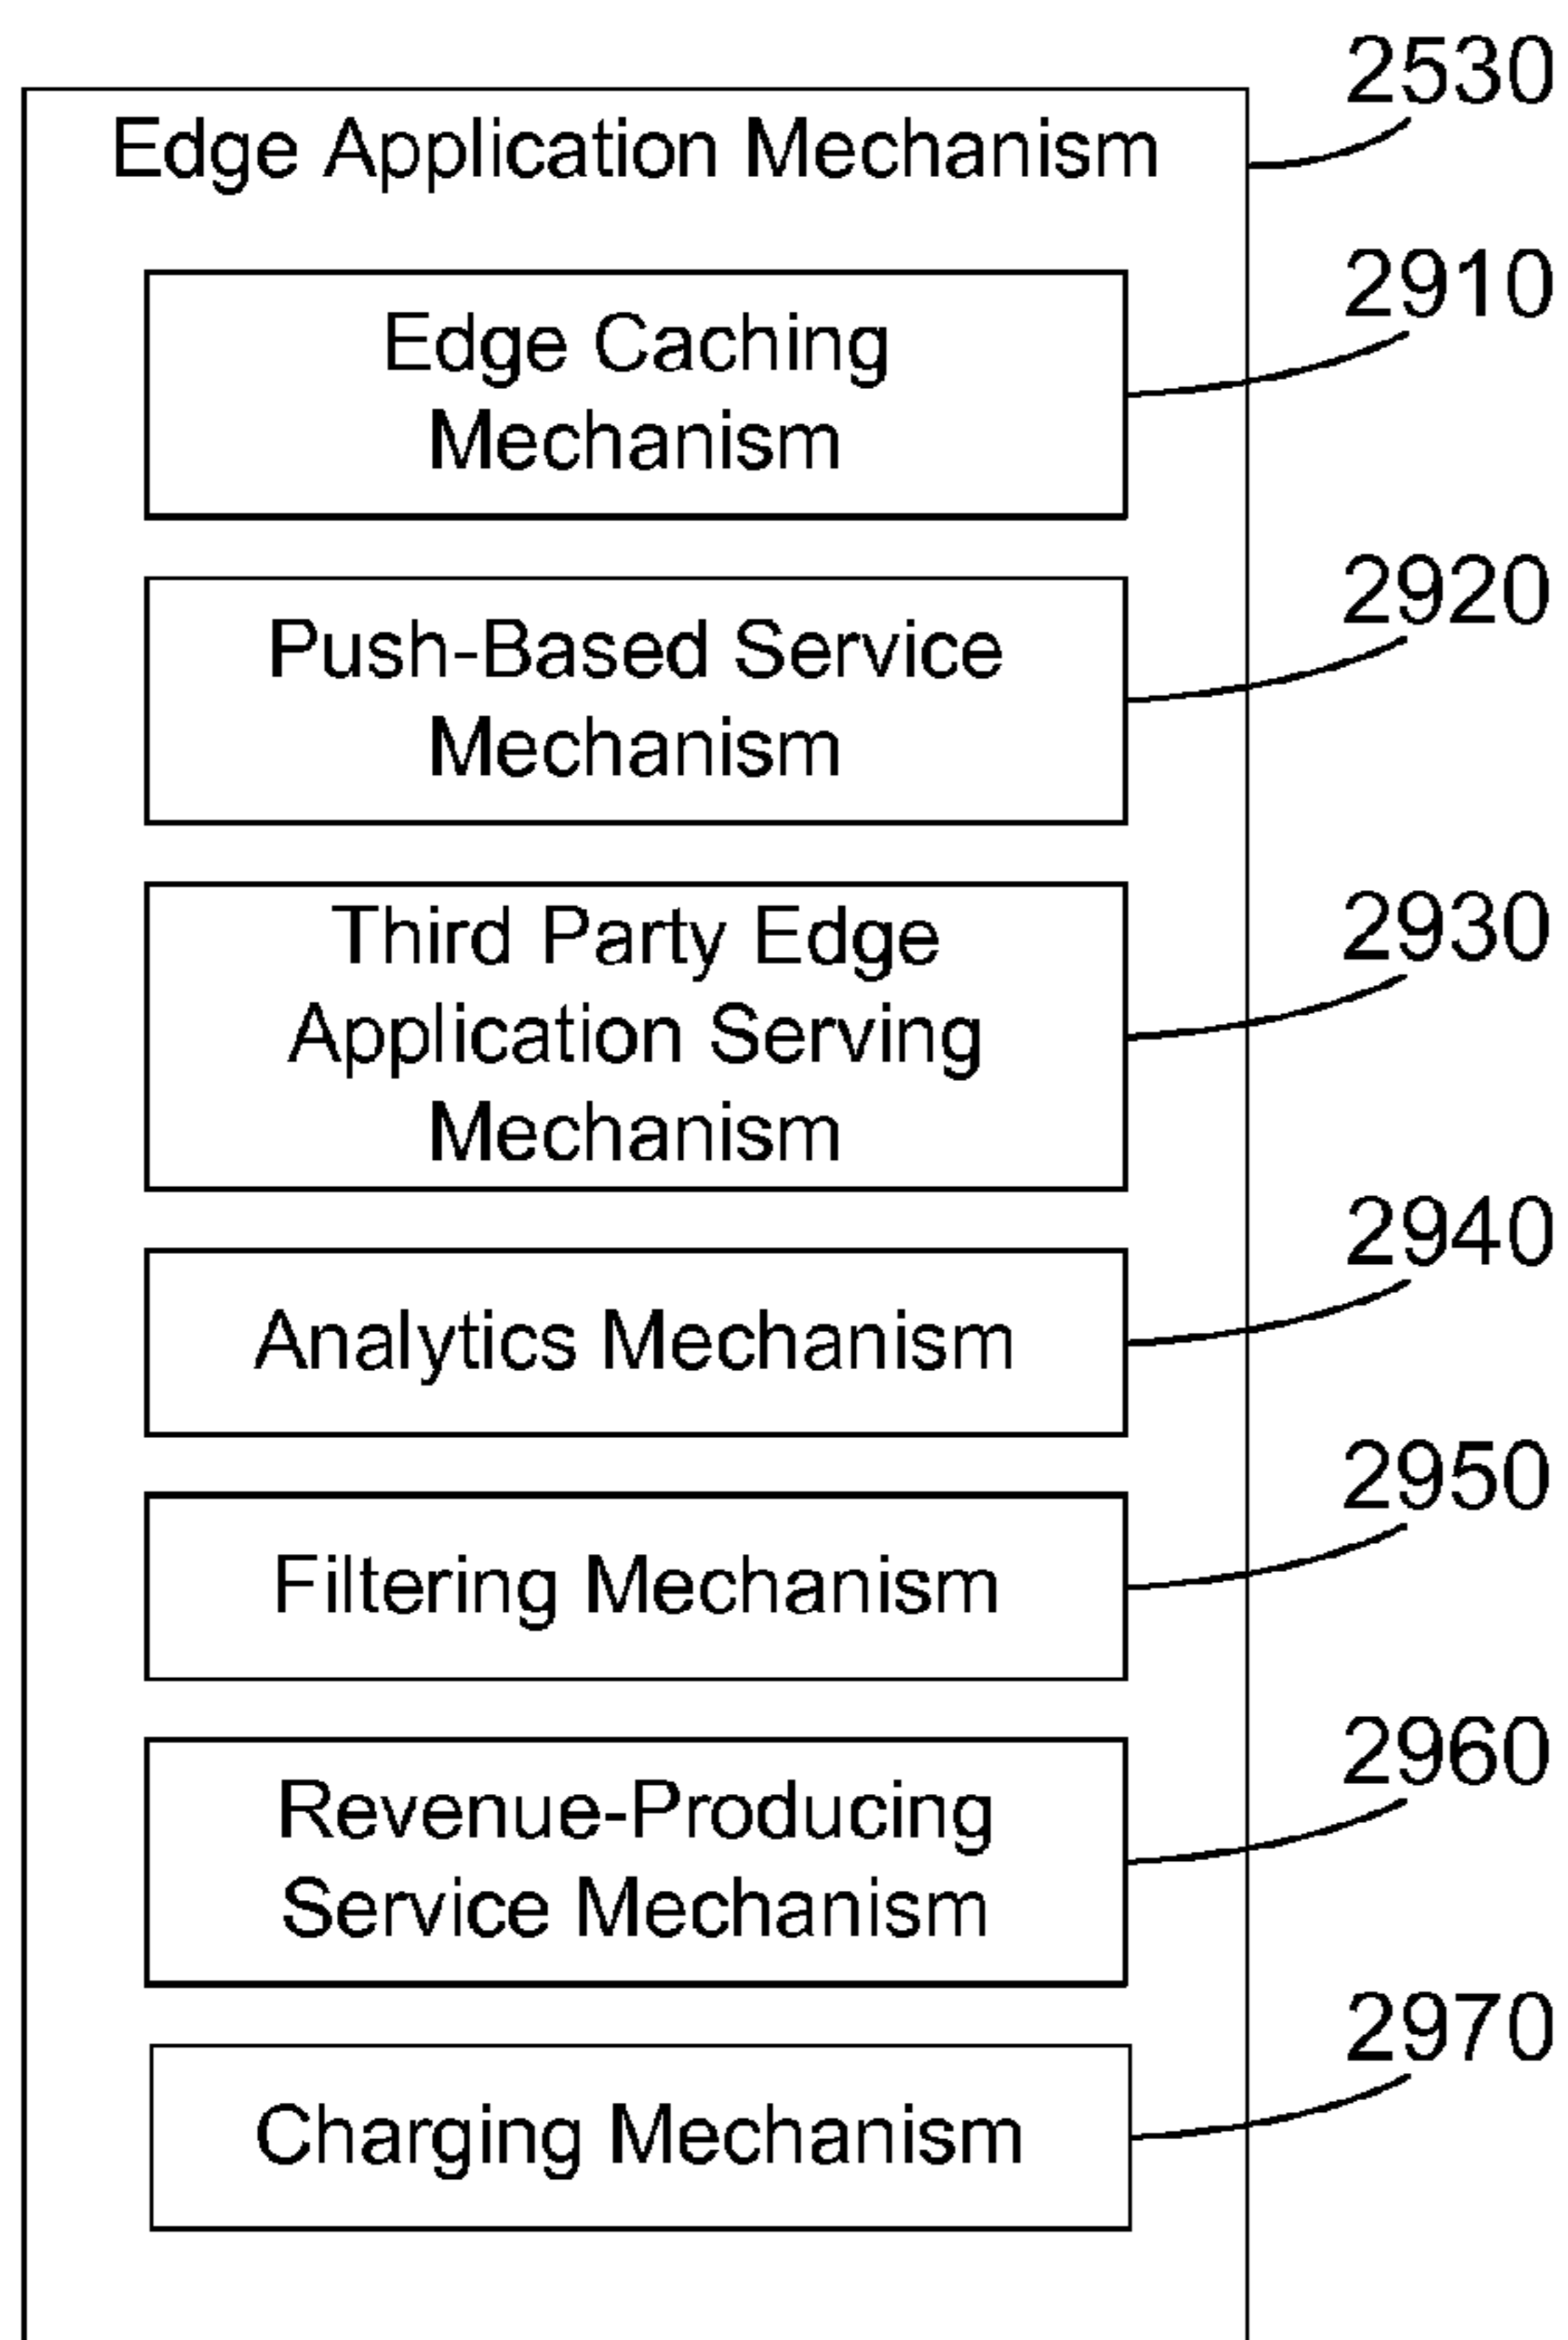 2530
Edge Application Mechanism
2910
Edge Caching
Mechanism
2920
Push-Based Service
Mechanism
2930
Third Party Edge
Application Serving
Mechanism
2940
Analytics Mechanism
2950
Filtering Mechanism
2960
Revenue-Producing
Service Mechanism
2970
Charging Mechanism